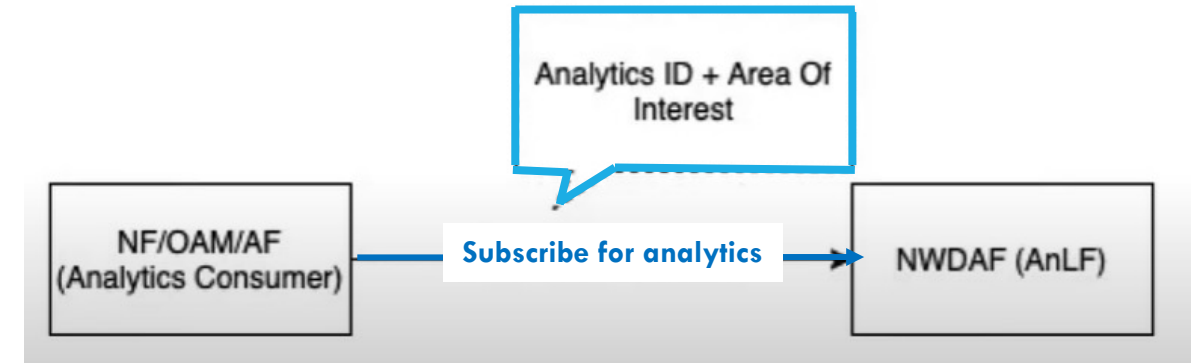 Analytics ID + Area Of
Interest
NF/OAM/AF
(Analytics Consumer)
Subscribe for analytics
NWDAF (AnLF)